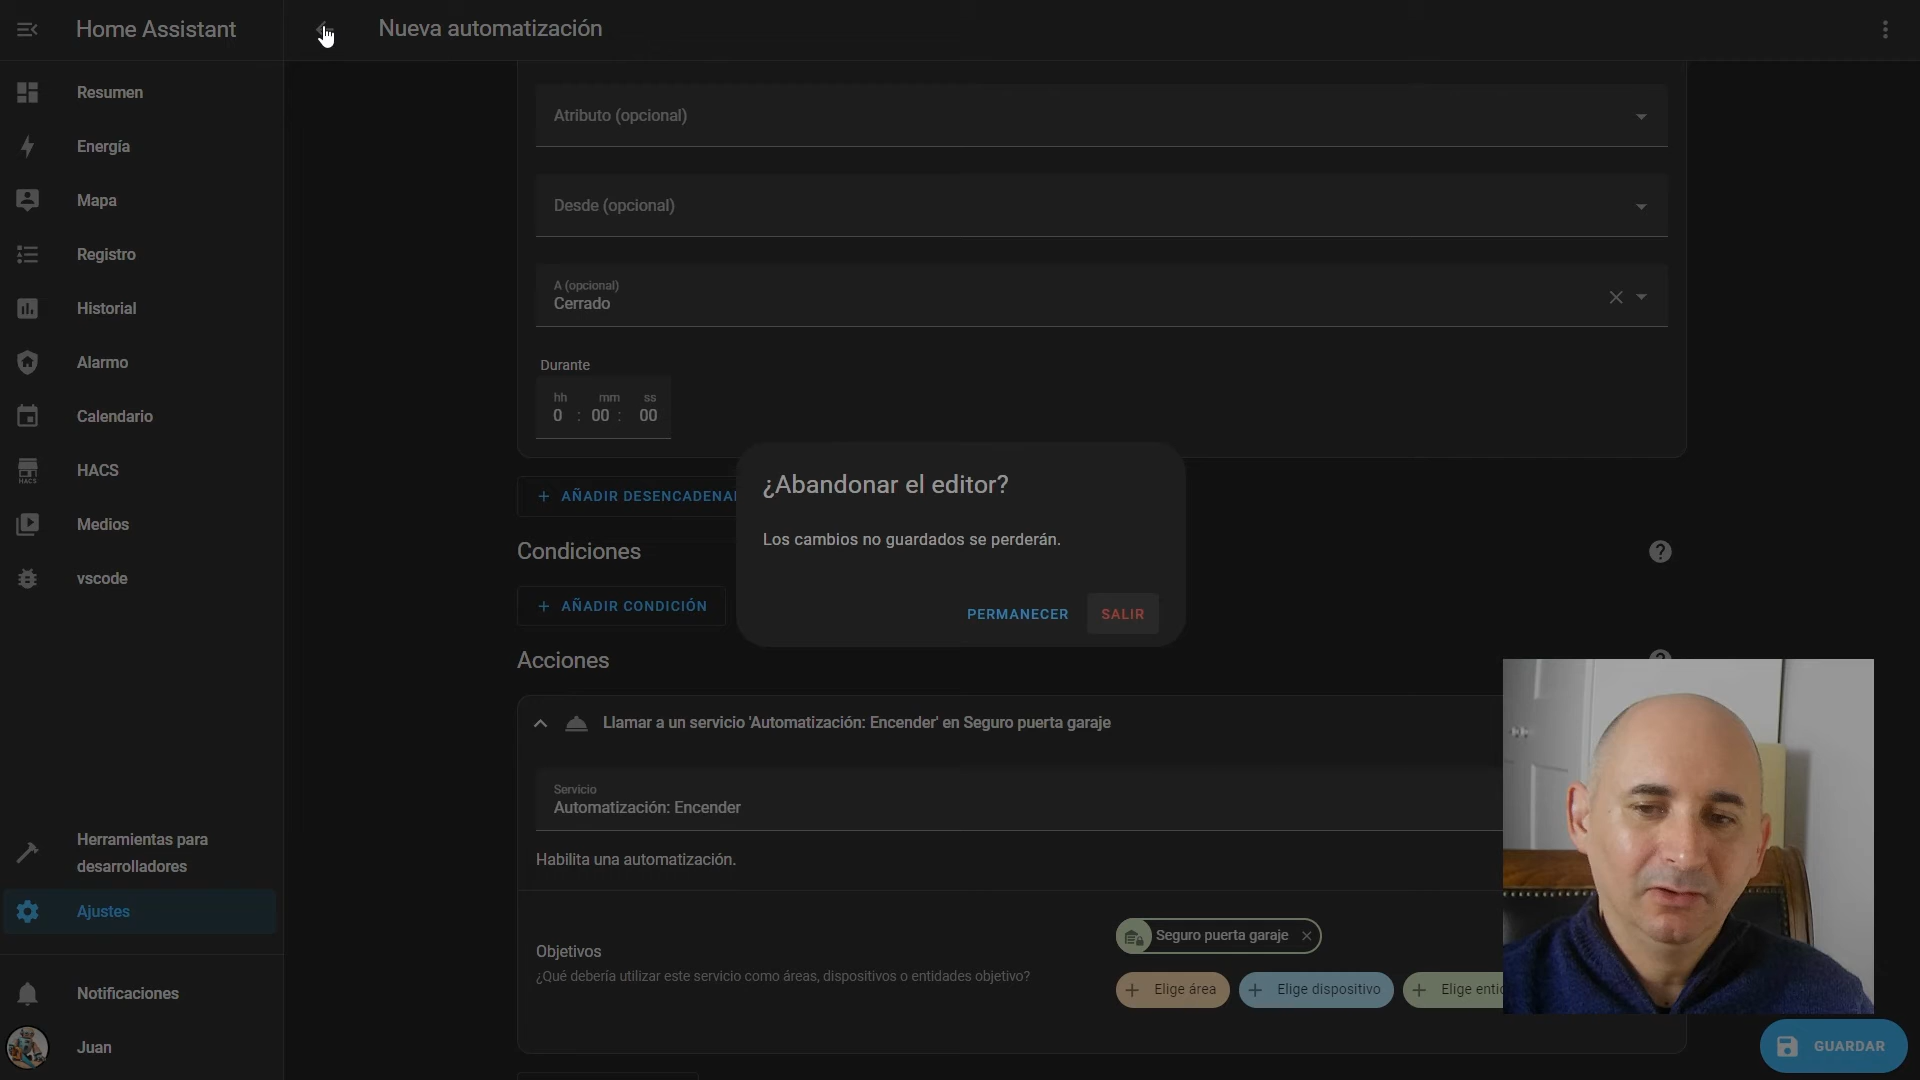 Home Assistant
Nueva automatización
Resumen
Energía
Mapa
Registro
Historial
Alarmo
Calendario
HACS
HACS
Medios
vscode
Herramientas para
desarrolladores
Ajustes
Notificaciones
Juan
Atributo (opcional)
Desde (opcional)
A (opcional)
Cerrado
Durante
hh mm ss
0 : 00 : 00
AÑADIR DESENCADENA
¿Abandonar el editor?
Los cambios no guardados se perderán.
PERMANECER SALIR
Condiciones
AÑADIR CONDICIÓN
Acciones
Llamar a un servicio 'Automatización: Encender' en Seguro puerta garaje
Servicio
Automatización: Encender
Habilita una automatización.
Objetivos
¿Qué debería utilizar este servicio como áreas, dispositivos o entidades objetivo?
Seguro puerta garaje
Elige área Elige dispositivo Elige enti
GUARDAR